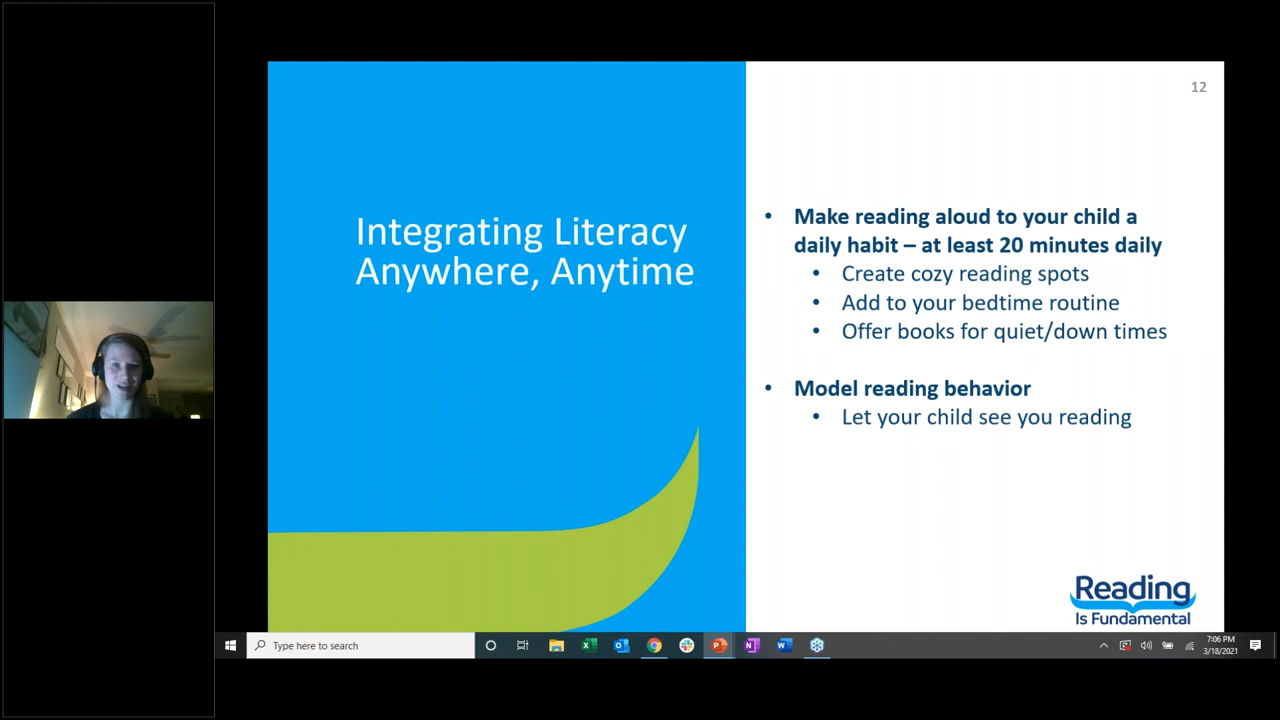 12
Integrating Literacy
Anywhere, Anytime
• Make reading aloud to your child a
daily habit – at least 20 minutes daily
• Create cozy reading spots
• Add to your bedtime routine
• Offer books for quiet/down times
• Model reading behavior
• Let your child see you reading
Reading
Is Fundamental
Type here to search
7:06 PM
3/18/2021